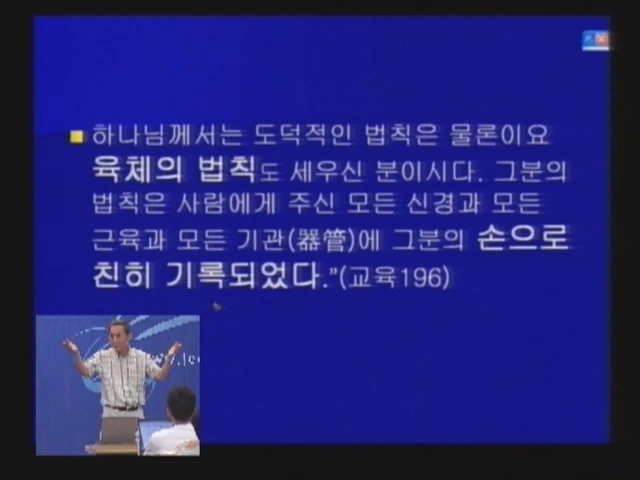 하나님께서는 도덕적인 법칙은 물론이요
육체의 법칙도 세우신 분이시다. 그분의
법칙은 사람에게 주신 모든 신경과 모든
근육과 모든 기관(器管)에 그분의 손으로
친히 기록되었다.”(교육196)